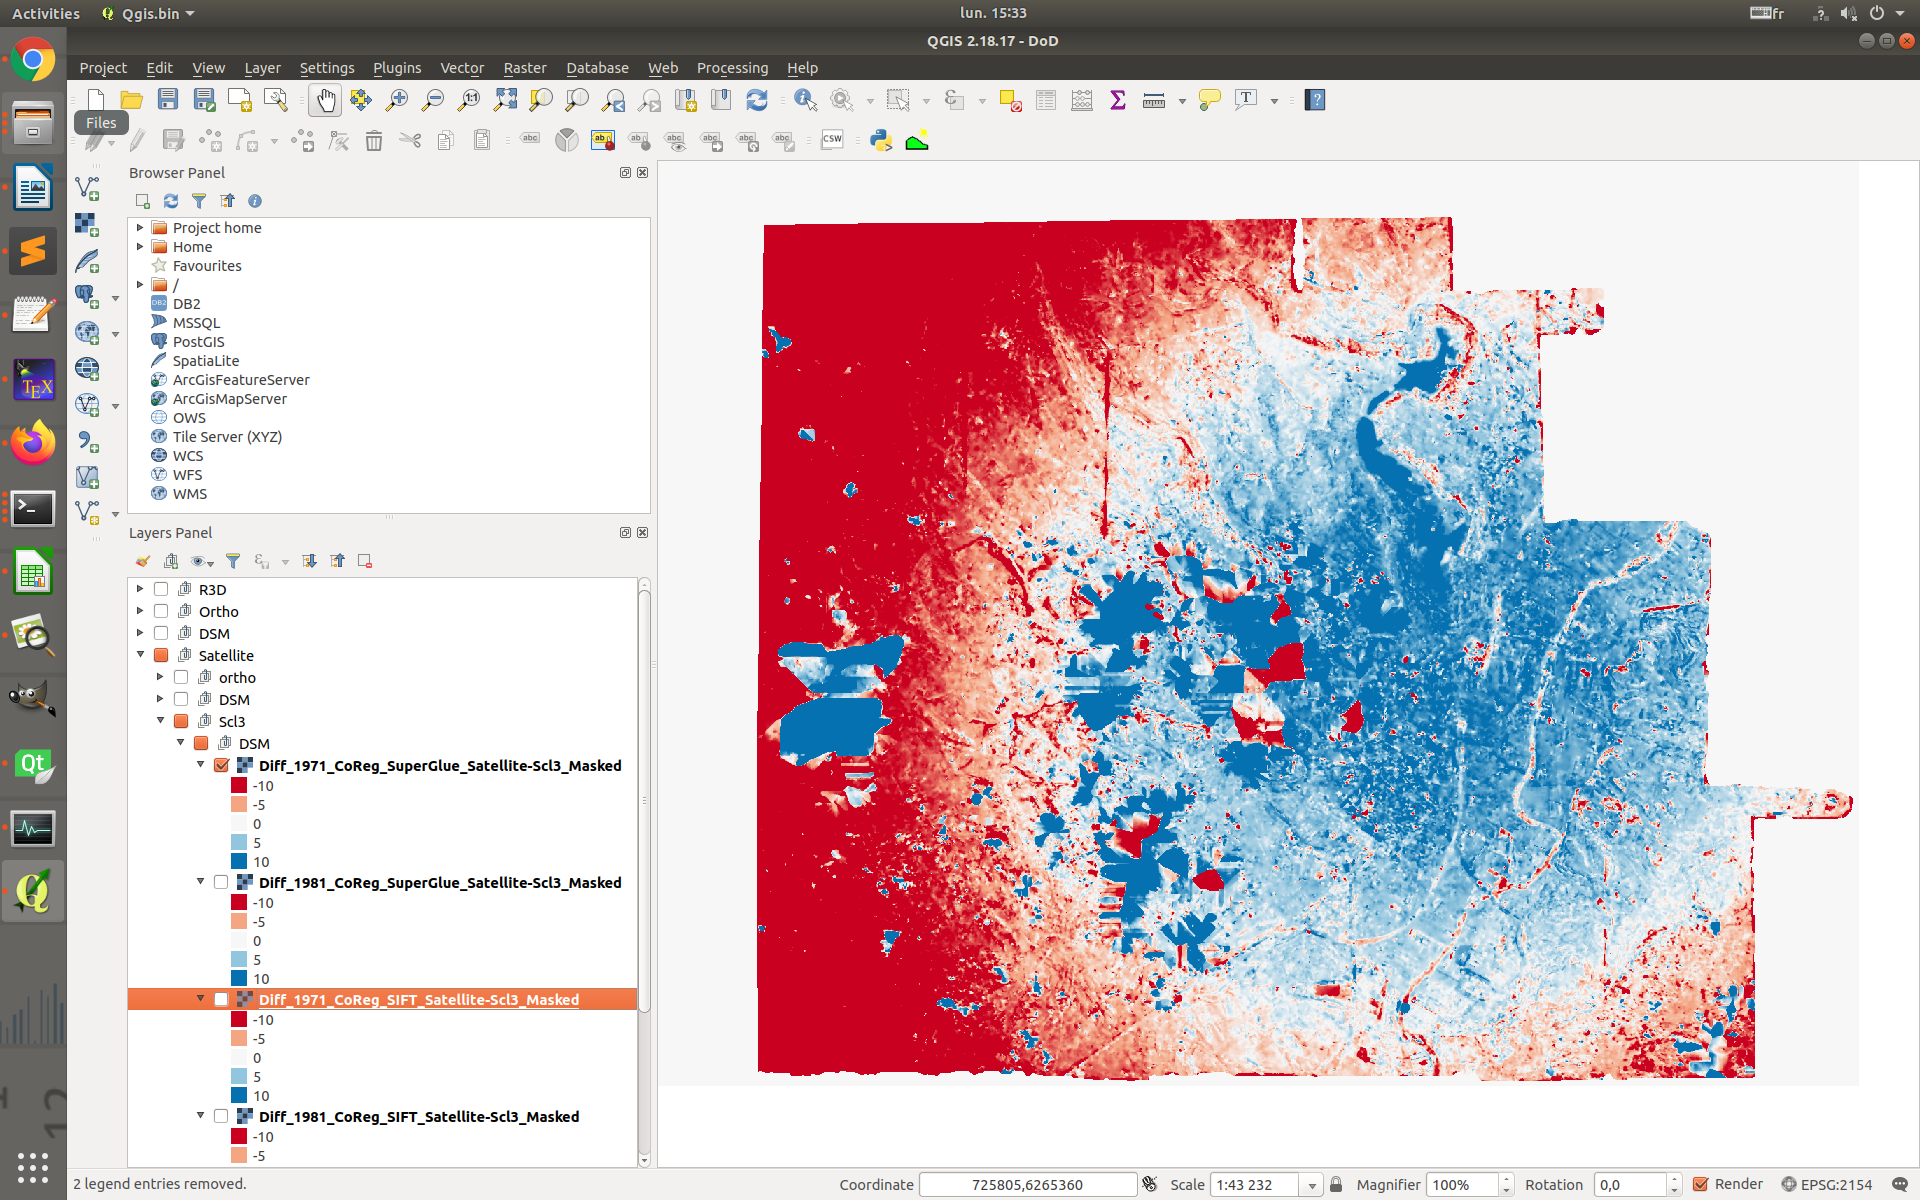 Activities
Qgis.bin
lun. 15:33
fr
QGIS 2.18.17 - DoD
Project Edit View Layer Settings Plugins Vector Raster Database Web Processing Help
Files
Browser Panel
Project home
Home
Favourites
/
DB2
MSSQL
PostGIS
SpatiaLite
ArcGisFeatureServer
ArcGisMapServer
OWS
Tile Server (XYZ)
WCS
WFS
WMS
Layers Panel
R3D
Ortho
DSM
Satellite
ortho
DSM
Scl3
DSM
Diff_1971_CoReg_SuperGlue_Satellite-Scl3_Masked
-10
-5
0
5
10
Diff_1981_CoReg_SuperGlue_Satellite-Scl3_Masked
-10
-5
0
5
10
Diff_1971_CoReg_SIFT_Satellite-Scl3_Masked
-10
-5
0
5
10
Diff_1981_CoReg_SIFT_Satellite-Scl3_Masked
-10
-5
2 legend entries removed.
Coordinate 725805,6265360 Scale 1:43 232 Magnifier 100% Rotation 0,0 Render EPSG:2154